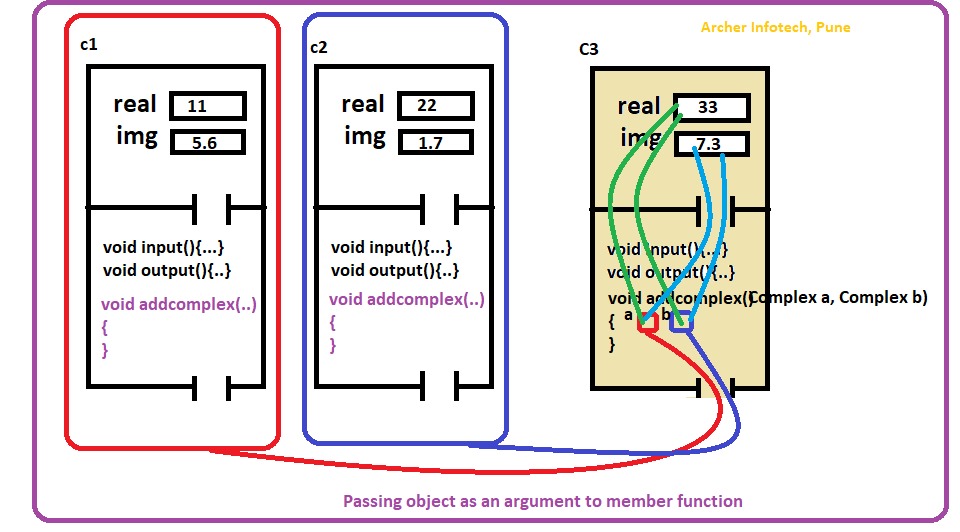 Archer Infotech, Pune
c1
real 11
img 5.6
void input(){...}
void output(){..}
void addcomplex(..)
{
}
c2
real 22
img 1.7
void input(){...}
void output(){..}
void addcomplex(..)
{
}
C3
real 33
img 7.3
void input(){..}
void output(){..}
void addcomplex(Complex a, Complex b)
{ a b
}
Passing object as an argument to member function